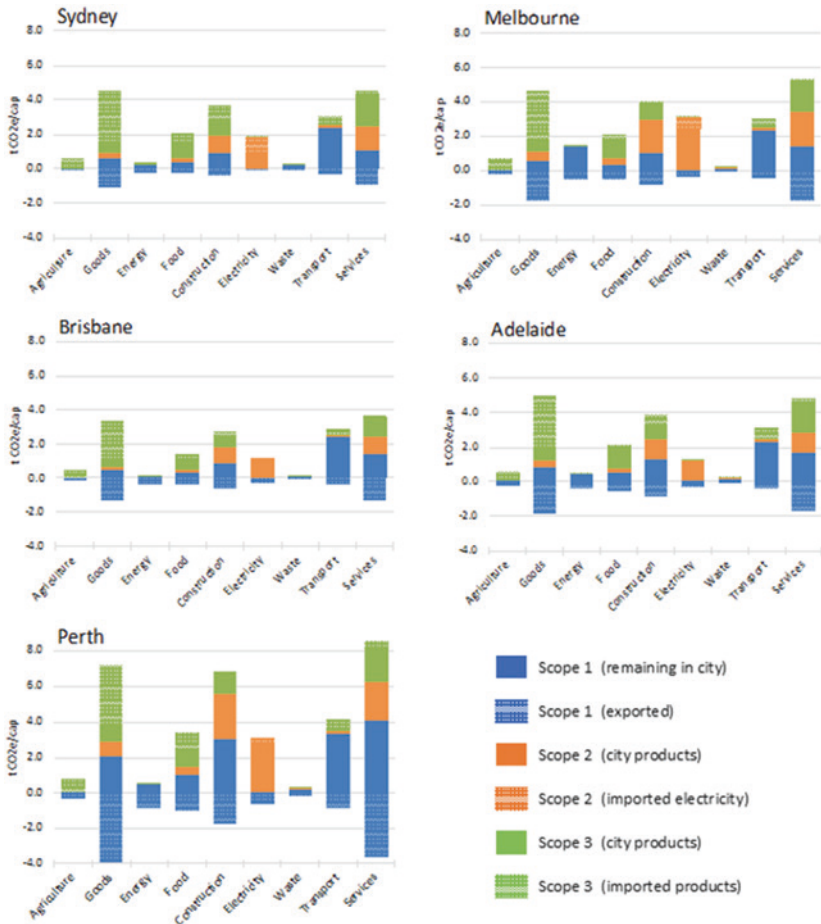 Sydney
8.0
6.0
4.0
2.0
0.0
-2.0
-4.0
tCO2e/cap
Agriculture
Goods
Energy
Food
Construction
Electricity
Waste
Transport
Services
Melbourne
8.0
6.0
4.0
2.0
0.0
-2.0
-4.0
tCO2e/cap
Agriculture
Goods
Energy
Food
Construction
Electricity
Waste
Transport
Services
Brisbane
8.0
6.0
4.0
2.0
0.0
-2.0
-4.0
tCO2e/cap
Agriculture
Goods
Energy
Food
Construction
Electricity
Waste
Transport
Services
Adelaide
8.0
6.0
4.0
2.0
0.0
-2.0
-4.0
tCO2e/cap
Agriculture
Goods
Energy
Food
Construction
Electricity
Waste
Transport
Services
Perth
8.0
6.0
4.0
2.0
0.0
-2.0
-4.0
tCO2e/cap
Agriculture
Goods
Energy
Food
Construction
Electricity
Waste
Transport
Services
Scope 1 (remaining in city)
Scope 1 (exported)
Scope 2 (city products)
Scope 2 (imported electricity)
Scope 3 (city products)
Scope 3 (imported products)